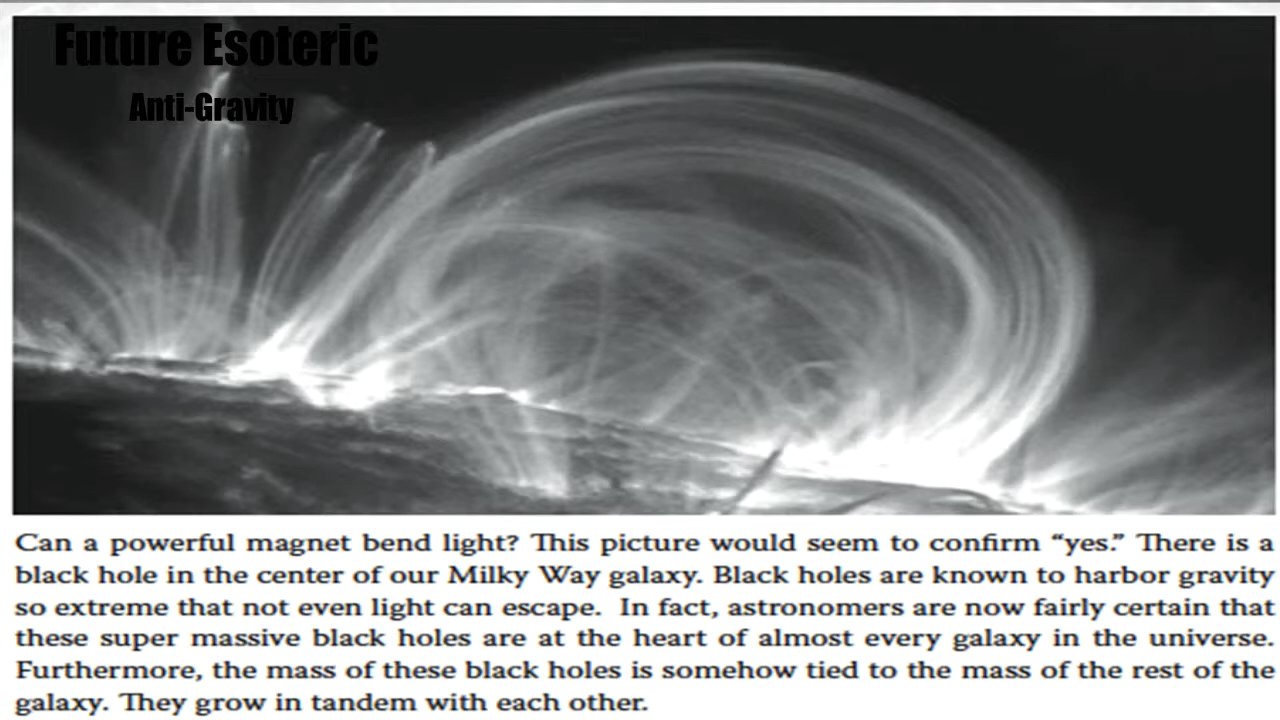 Future Esoteric
Anti-Gravity
Can a powerful magnet bend light? This picture would seem to confirm “yes.” There is a
black hole in the center of our Milky Way galaxy. Black holes are known to harbor gravity
so extreme that not even light can escape. In fact, astronomers are now fairly certain that
these super massive black holes are at the heart of almost every galaxy in the universe.
Furthermore, the mass of these black holes is somehow tied to the mass of the rest of the
galaxy. They grow in tandem with each other.